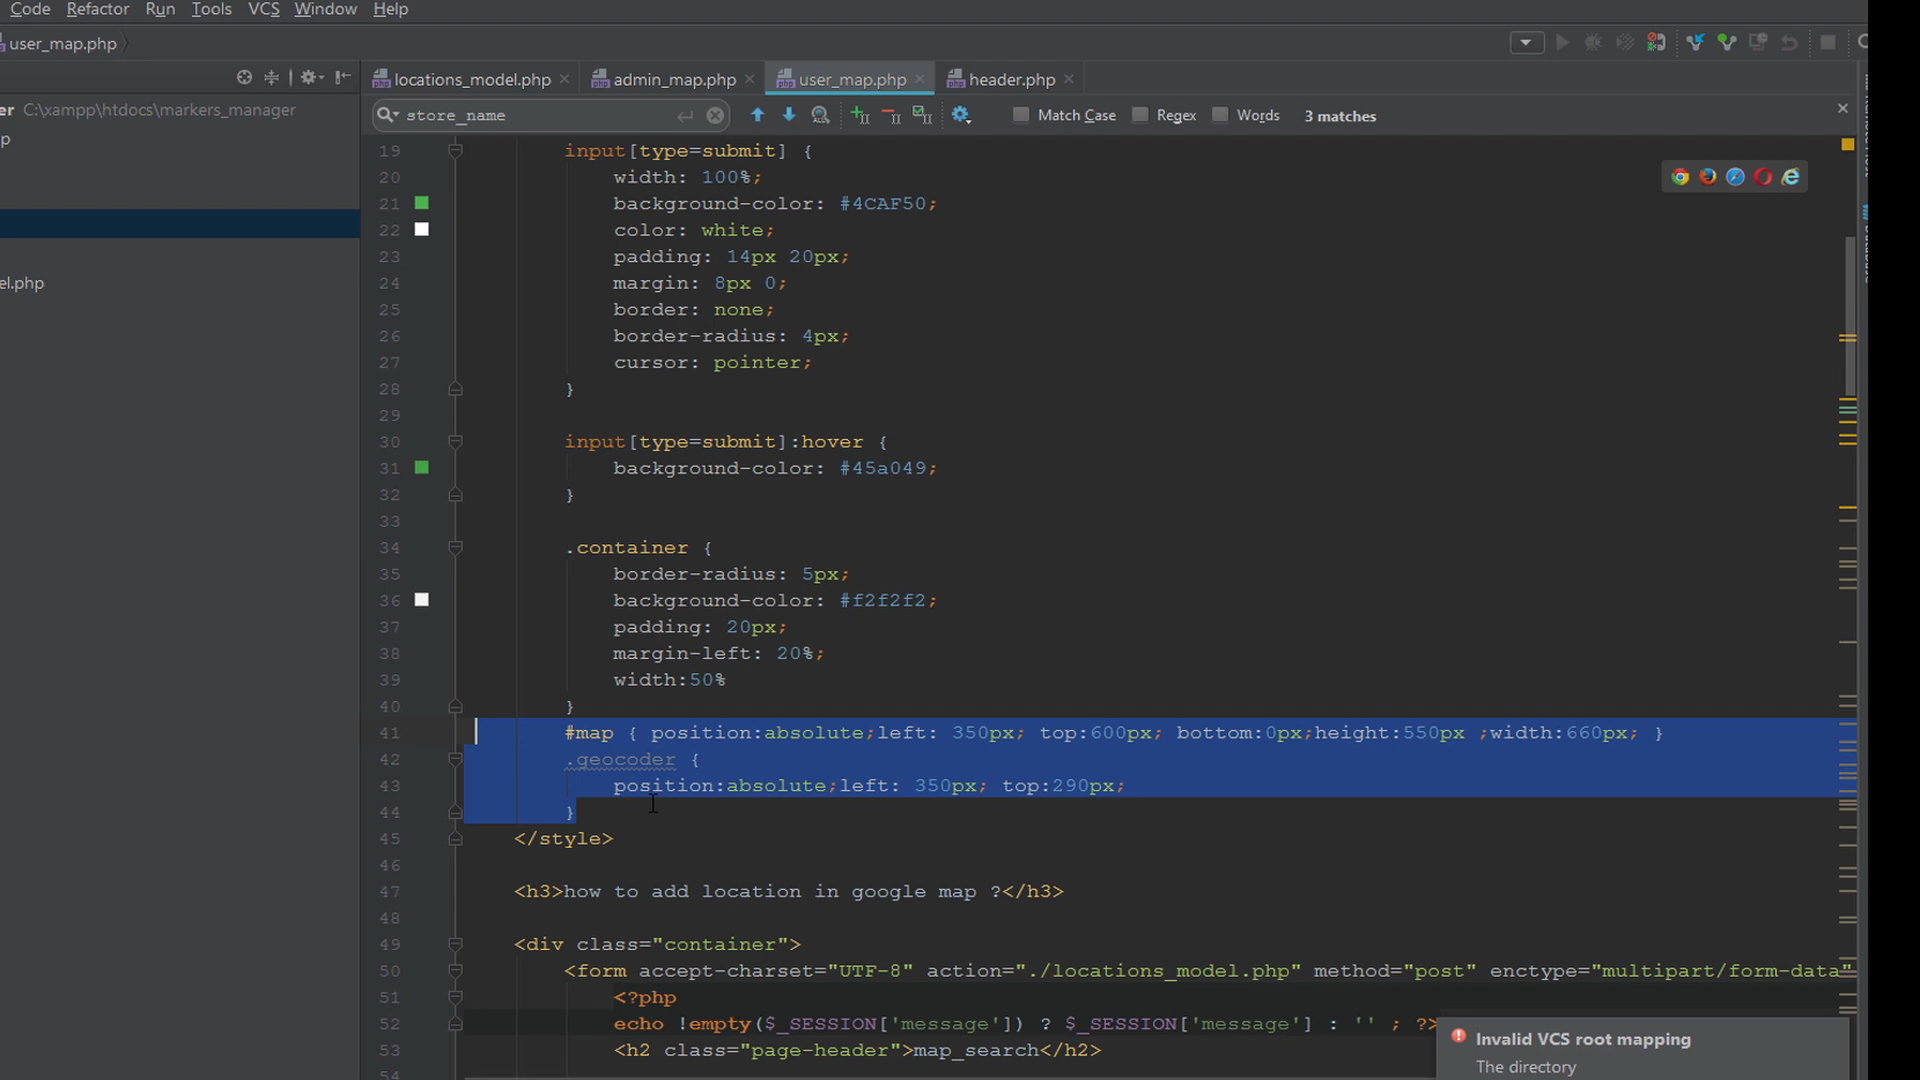 Code Refactor Run Tools VCS Window Help
user_map.php
er C:\xampp\htdocs\markers_manager
p
el.php
locations_model.php admin_map.php user_map.php header.php
store_name Match Case Regex Words 3 matches
19 input[type=submit] {
20 width: 100%;
21 background-color: #4CAF50;
22 color: white;
23 padding: 14px 20px;
24 margin: 8px 0;
25 border: none;
26 border-radius: 4px;
27 cursor: pointer;
28 }
29
30 input[type=submit]:hover {
31 background-color: #45a049;
32 }
33
34 .container {
35 border-radius: 5px;
36 background-color: #f2f2f2;
37 padding: 20px;
38 margin-left: 20%;
39 width:50%
40 }
41 #map { position:absolute;left: 350px; top:600px; bottom:0px;height:550px ;width:660px; }
42 .geocoder {
43 position:absolute;left: 350px; top:290px;
44 }
45 </style>
46
47 <h3>how to add location in google map ?</h3>
48
49 <div class="container">
50 <form accept-charset="UTF-8" action="./locations_model.php" method="post" enctype="multipart/form-data"
51 <?php
52 echo !empty($_SESSION['message']) ? $_SESSION['message'] : '' ; ?>
53 <h2 class="page-header">map_search</h2>
54
Invalid VCS root mapping
The directory